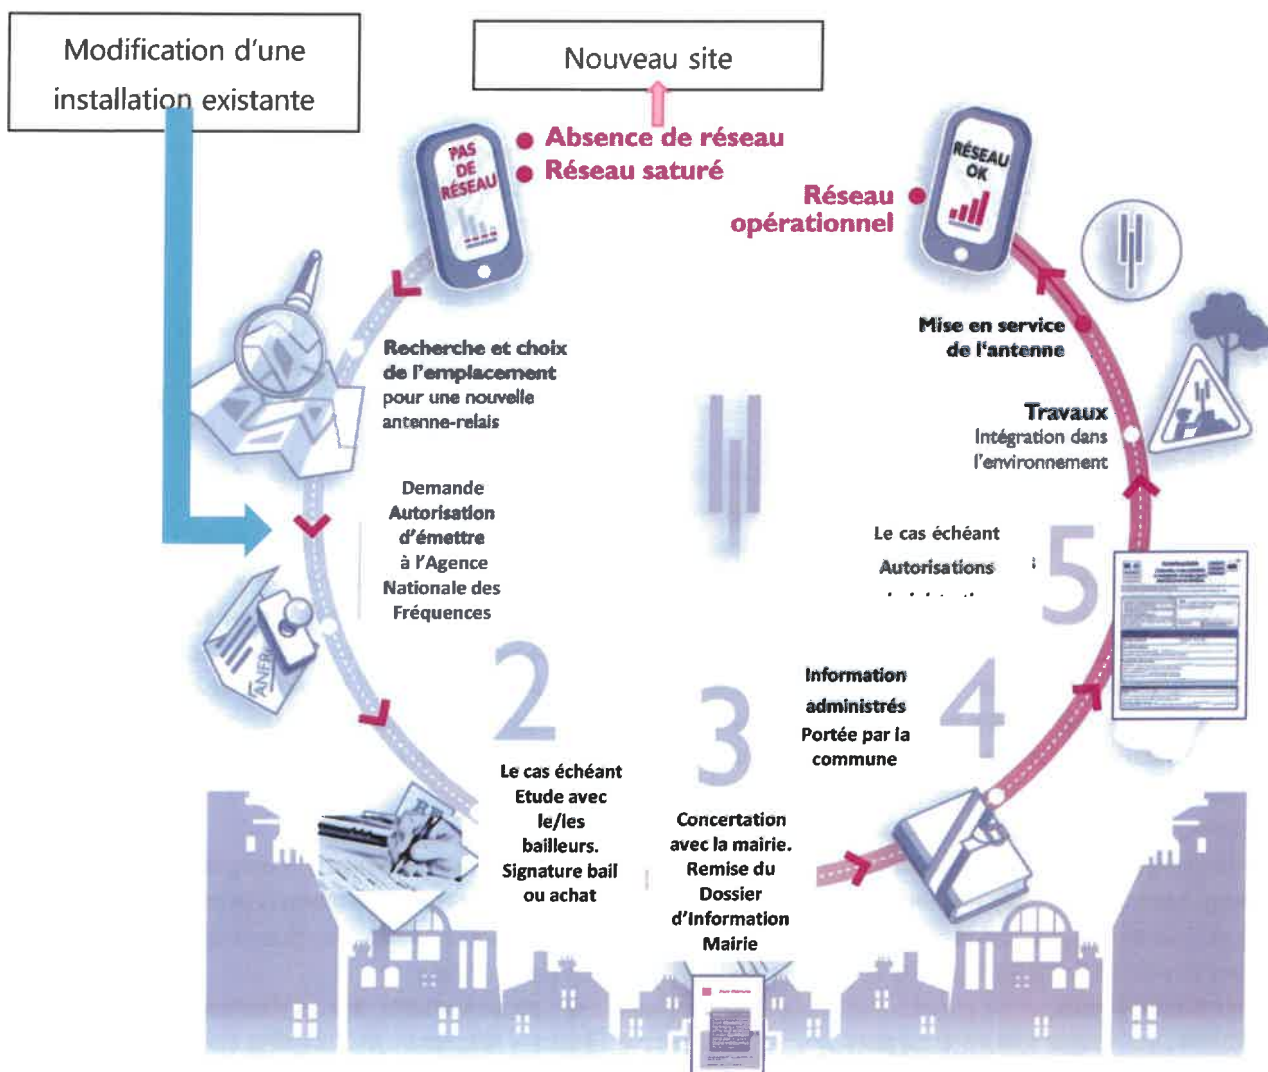 Modification d'une
installation existante
Nouveau site
Absence de réseau
Réseau saturé
PAS
DE
RÉSEAU
RÉSEAU
OK
Réseau
opérationnel
Recherche et choix
de l'emplacement
pour une nouvelle
antenne-relais
Demande
Autorisation
d'émettre
à l'Agence
Nationale des
Fréquences
ANFR
2
Le cas échéant
Etude avec
le/les
bailleurs.
Signature bail
ou achat
3
Concertation
avec la mairie.
Remise du
Dossier
d'Information
Mairie
4
Information
administrés
Portée par la
commune
5
Le cas échéant
Autorisations
Travaux
Intégration dans
l'environnement
Mise en service
de l'antenne